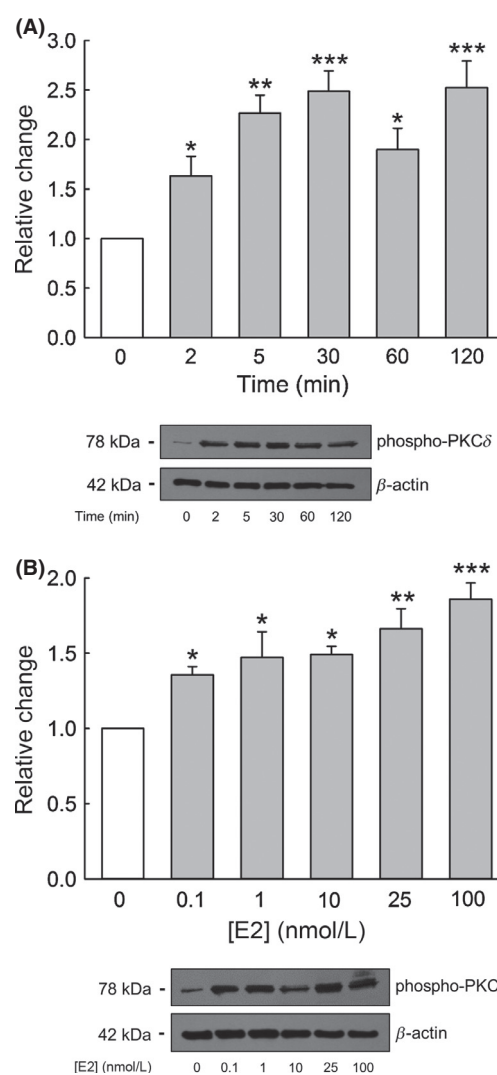 (A)
3.0
2.5
2.0
1.5
1.0
0.5
0.0
Relative change
* ** *** * ***
0 2 5 30 60 120
Time (min)
78 kDa - phospho-PKCδ
42 kDa - β-actin
Time (min) 0 2 5 30 60 120
(B)
2.0
1.5
1.0
0.5
0.0
Relative change
* * * ** ***
0 0.1 1 10 25 100
[E2] (nmol/L)
78 kDa - phospho-PKC
42 kDa - β-actin
[E2] (nmol/L) 0 0.1 1 10 25 100